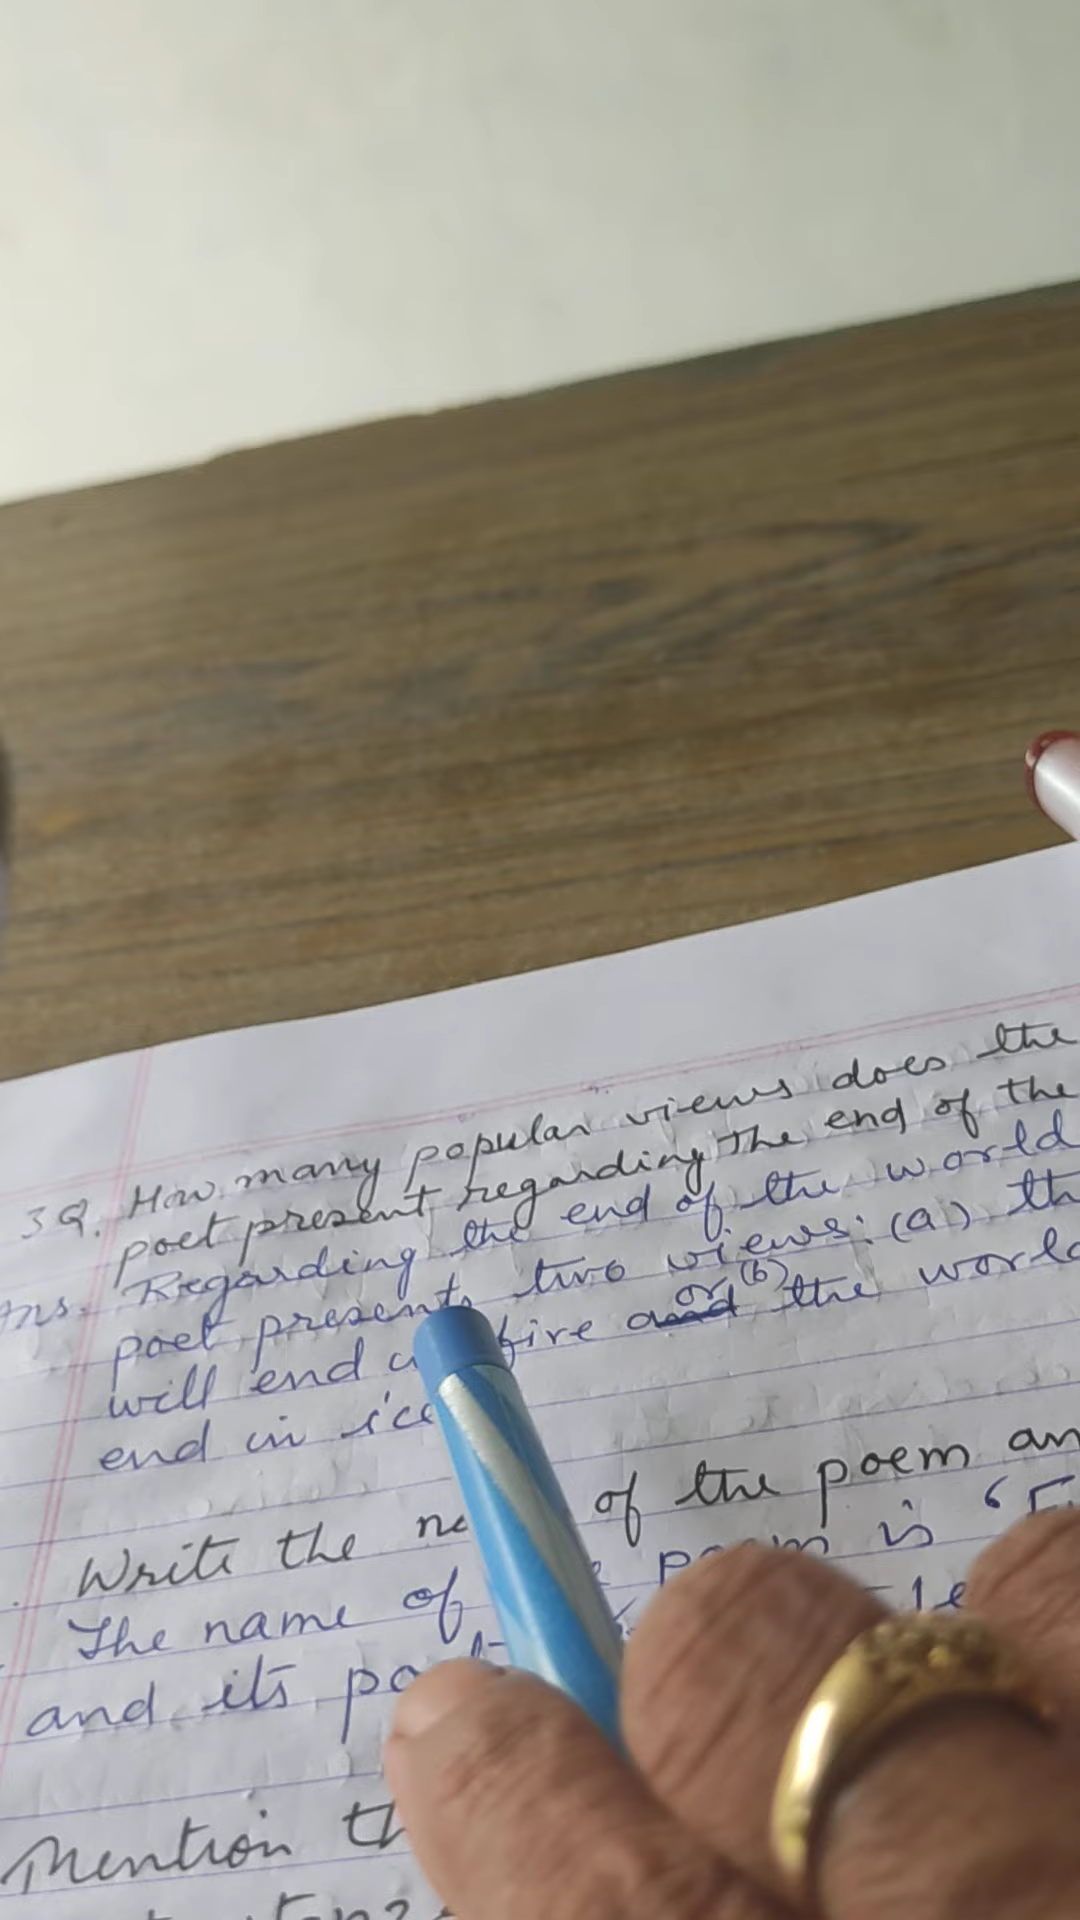 3Q. How many popular views does the
poet present regarding the end of the
Ans. Regarding the end of the world
poet presents two views: (a) th
will end fire or (b) the world
end in ice
Write the of the poem an
The name of is
and its
Mention